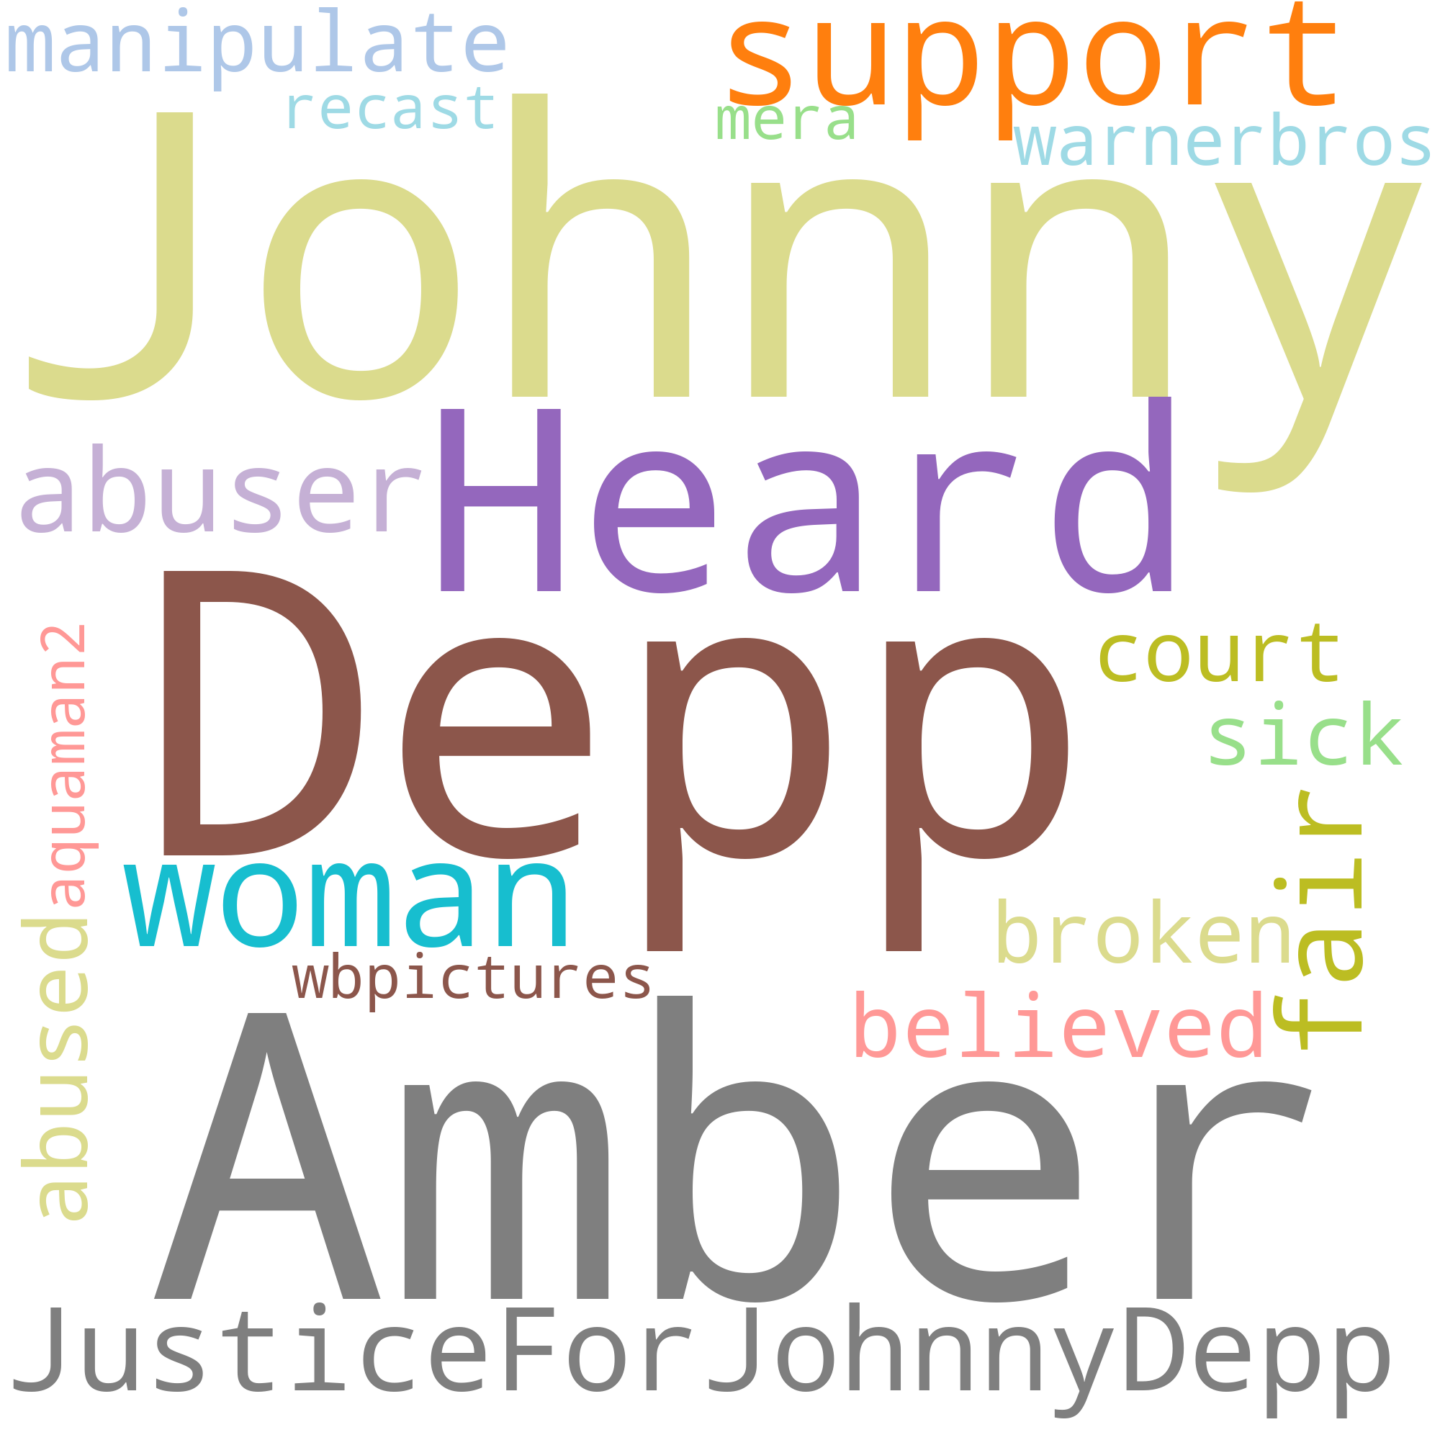 manipulate
support
recast
mera
warnerbros
Johnny
Heard
abuser
Depp
court
sick
aquaman2
fair
woman
broken
abused
wbpictures
believed
Amber
JusticeForJohnnyDepp